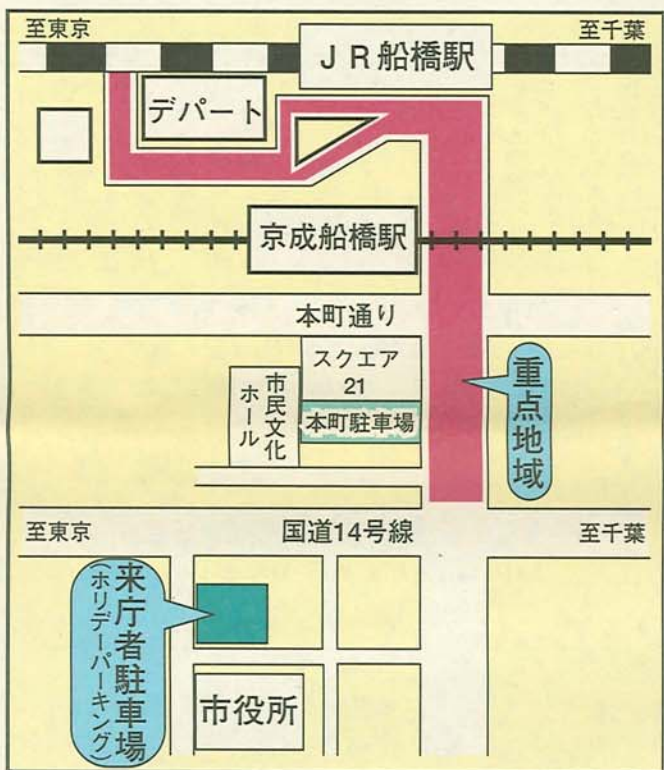 至東京
至千葉
JR船橋駅
デパート
京成船橋駅
本町通り
スクエア
21
市民文化
ホール
本町駐車場
重点地域
至東京
国道14号線
至千葉
来庁者駐車場
(ホリデーパーキング)
市役所